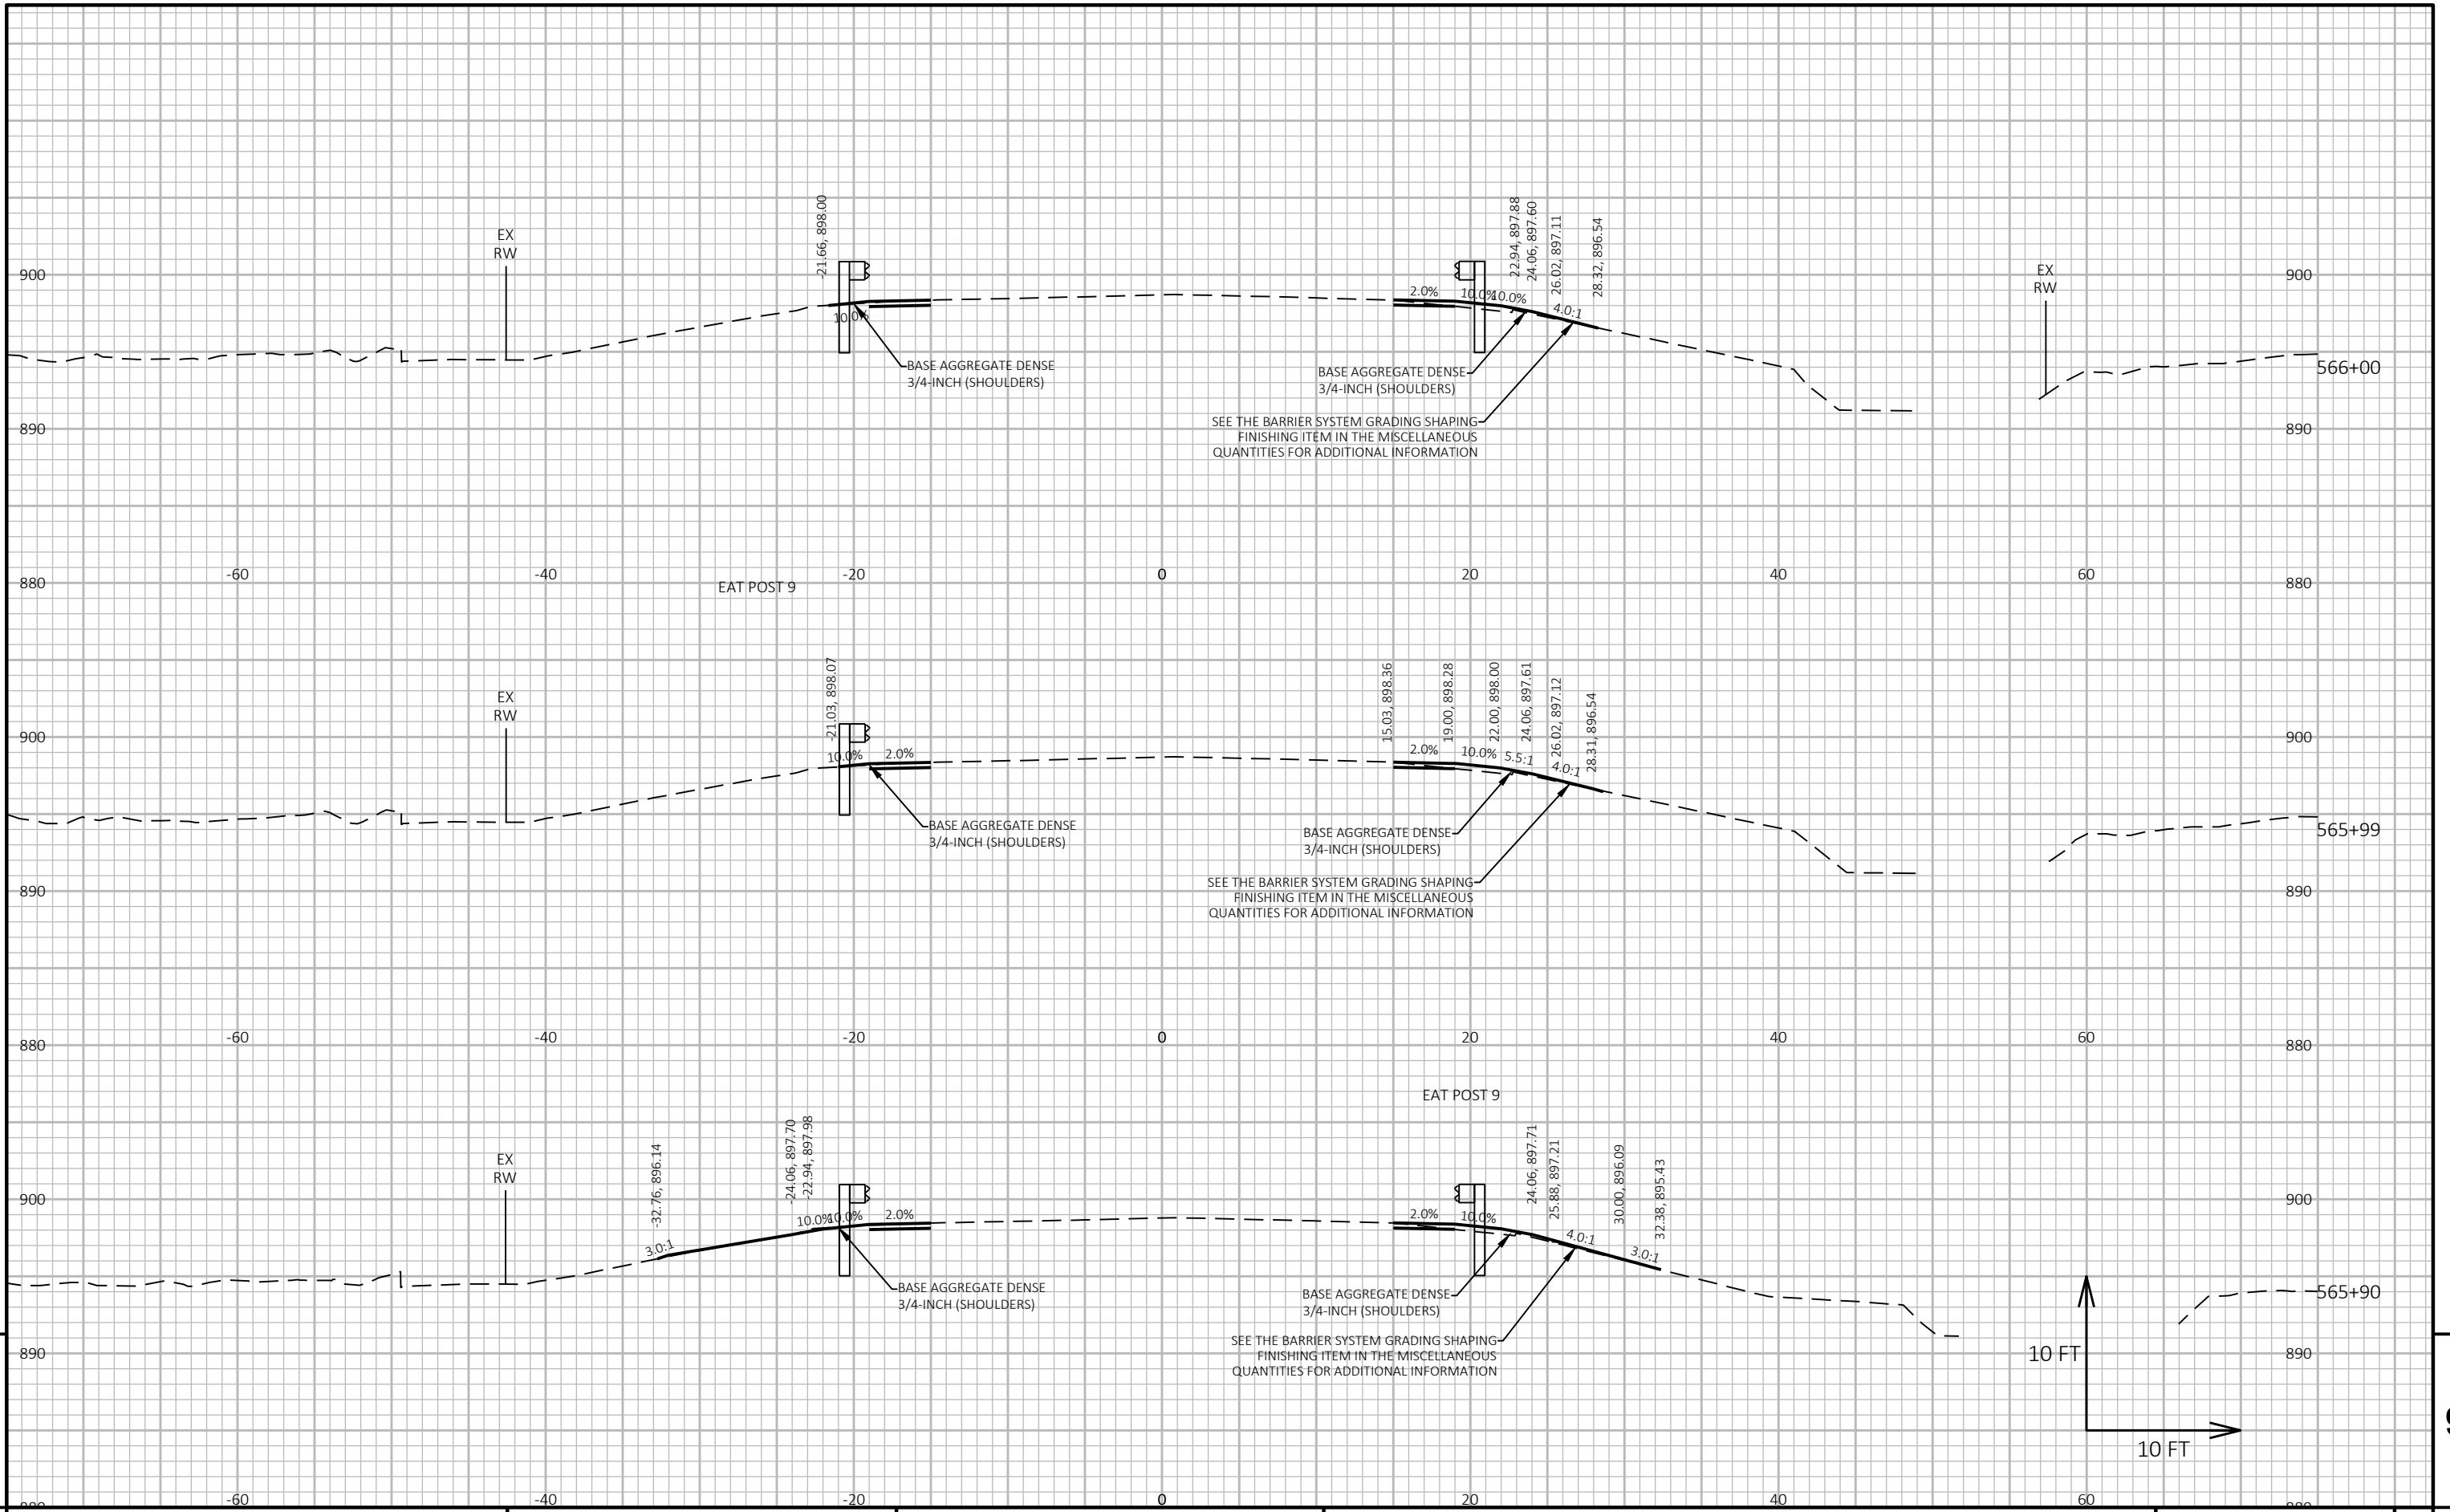 -21.66, 898.00
22.94, 897.88
24.06, 897.60
26.02, 897.11
28.32, 896.54
EX
RW
EX
RW
900
900
2.0%
10.0%
10.0%
4.0:1
10.0%
BASE AGGREGATE DENSE
3/4-INCH (SHOULDERS)
BASE AGGREGATE DENSE
3/4-INCH (SHOULDERS)
566+00
SEE THE BARRIER SYSTEM GRADING SHAPING
FINISHING ITEM IN THE MISCELLANEOUS
QUANTITIES FOR ADDITIONAL INFORMATION
890
890
-60
-40
-20
0
20
40
60
880
880
EAT POST 9
-21.03, 898.07
15.03, 898.36
19.00, 898.28
22.00, 898.00
24.06, 897.61
26.02, 897.12
28.31, 896.54
EX
RW
900
900
10.0%
2.0%
2.0%
10.0%
5.5:1
4.0:1
BASE AGGREGATE DENSE
3/4-INCH (SHOULDERS)
BASE AGGREGATE DENSE
3/4-INCH (SHOULDERS)
565+99
SEE THE BARRIER SYSTEM GRADING SHAPING
FINISHING ITEM IN THE MISCELLANEOUS
QUANTITIES FOR ADDITIONAL INFORMATION
890
890
-60
-40
-20
0
20
40
60
880
880
EAT POST 9
-32.76, 896.14
-24.06, 897.70
-22.94, 897.98
24.06, 897.71
25.88, 897.21
30.00, 896.09
32.38, 895.43
EX
RW
900
900
3.0:1
10.0%
10.0%
2.0%
2.0%
10.0%
4.0:1
3.0:1
BASE AGGREGATE DENSE
3/4-INCH (SHOULDERS)
BASE AGGREGATE DENSE
3/4-INCH (SHOULDERS)
565+90
SEE THE BARRIER SYSTEM GRADING SHAPING
FINISHING ITEM IN THE MISCELLANEOUS
QUANTITIES FOR ADDITIONAL INFORMATION
890
890
10 FT
10 FT
-60
-40
-20
0
20
40
60